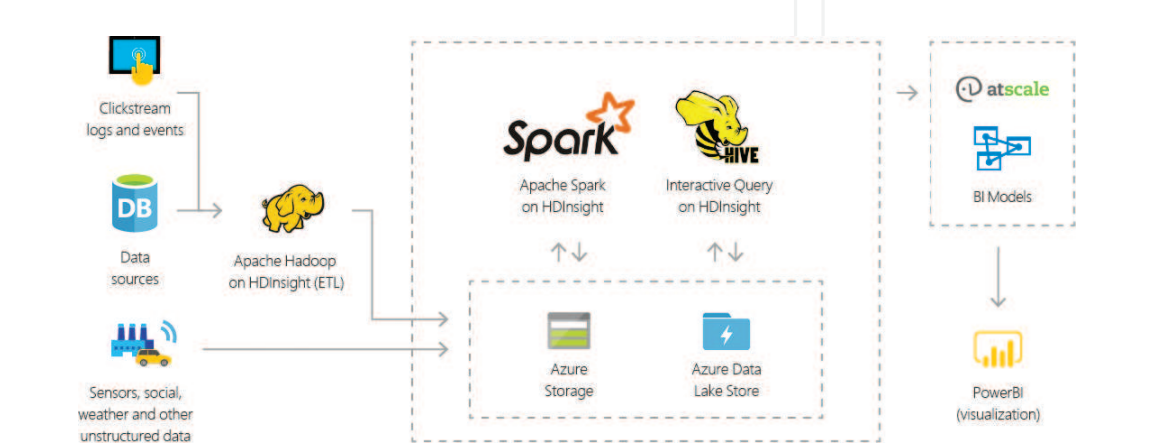 Clickstream
logs and events
DB
Data
sources
Sensors, social,
weather and other
unstructured data
Apache Hadoop
on HDInsight (ETL)
Spark
Apache Spark
on HDInsight
HIVE
Interactive Query
on HDInsight
Azure
Storage
Azure Data
Lake Store
atscale
BI Models
PowerBI
(visualization)